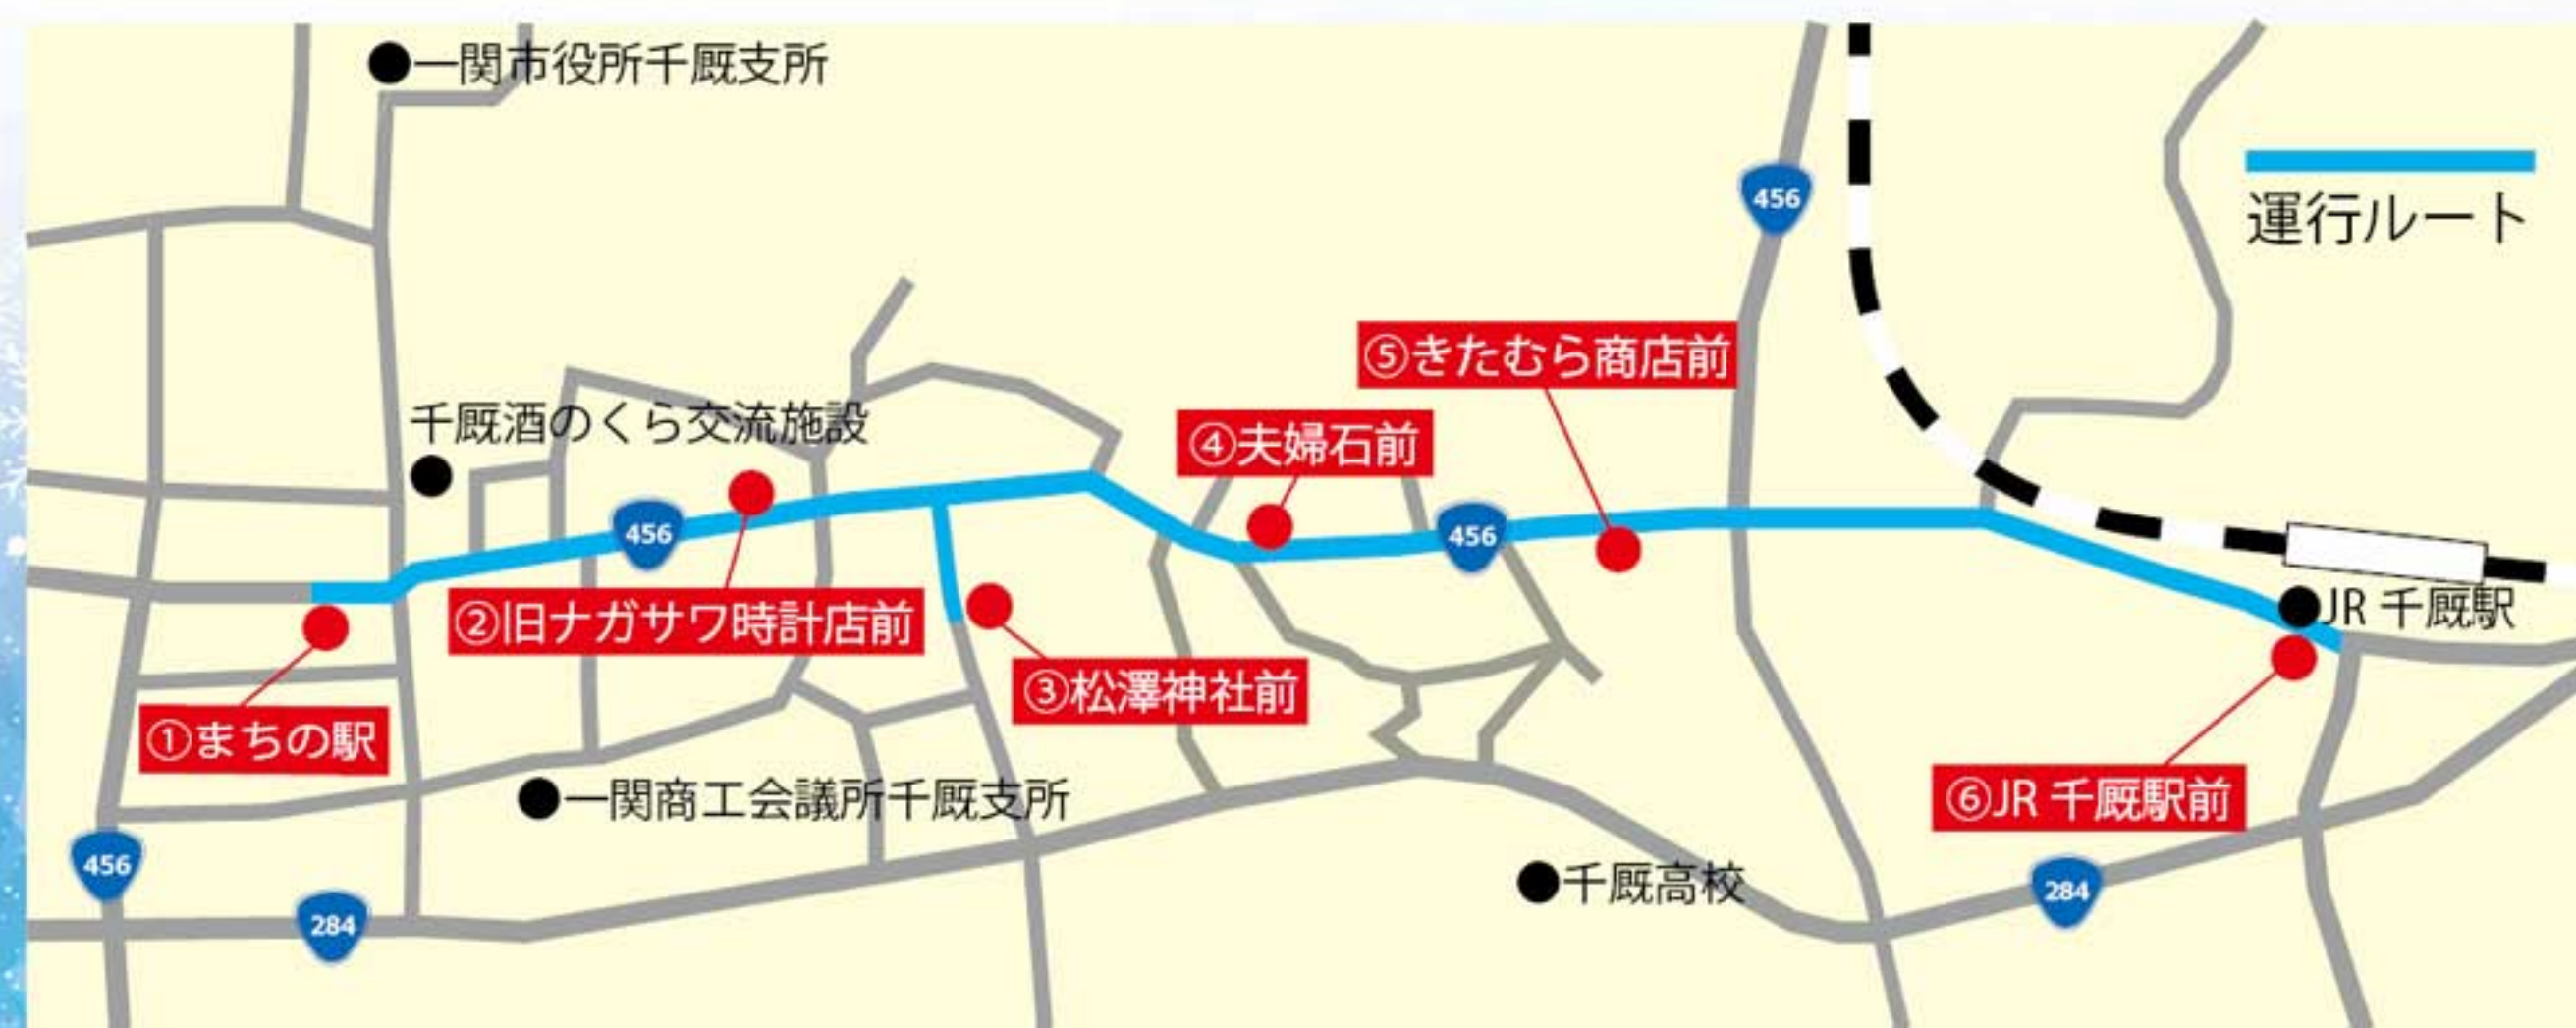 一関市役所千厩支所
456
運行ルート
⑤きたむら商店前
千厩酒のくら交流施設
④夫婦石前
456
456
②旧ナガサワ時計店前
JR 千厩駅
③松澤神社前
①まちの駅
一関商工会議所千厩支所
⑥JR 千厩駅前
456
284
千厩高校
284